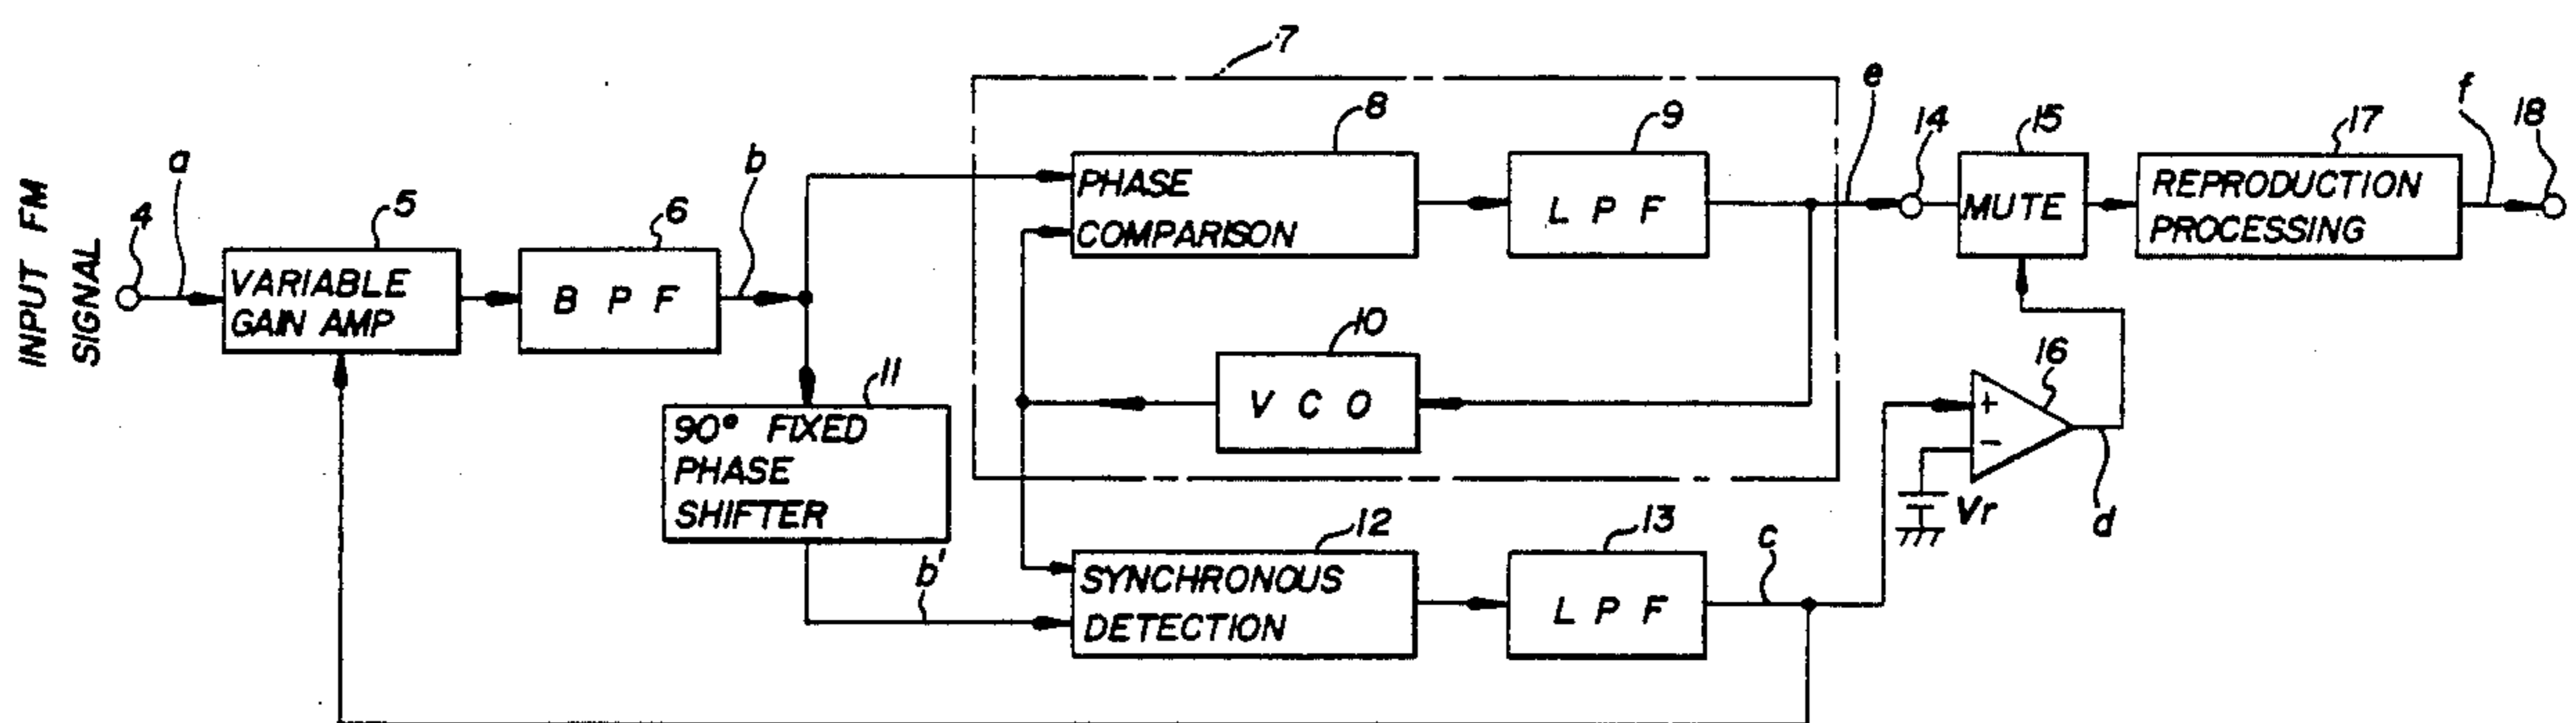 INPUT FM
SIGNAL
4
a
5
VARIABLE
GAIN AMP
6
B P F
b
7
8
PHASE
COMPARISON
9
L P F
e
14
15
MUTE
17
REPRODUCTION
PROCESSING
f
18
10
V C O
11
90° FIXED
PHASE
SHIFTER
b'
12
SYNCHRONOUS
DETECTION
13
L P F
c
16
+
-
Vr
d